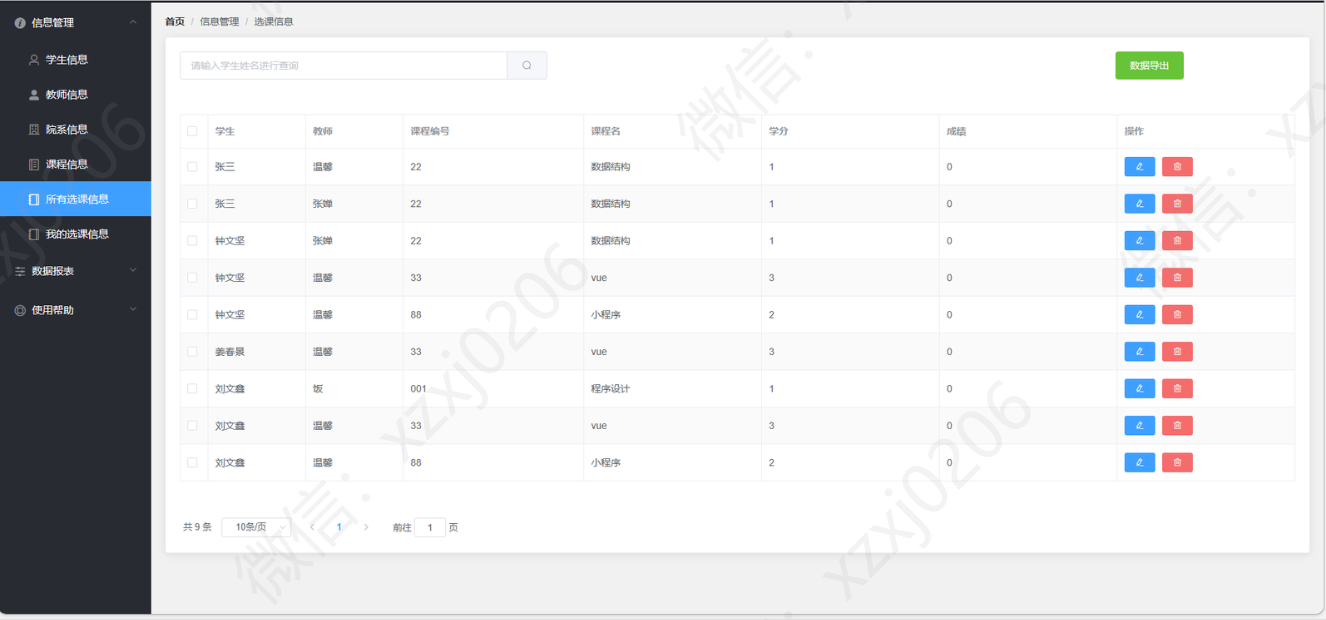 信息管理
学生信息
教师信息
院系信息
课程信息
所有选课信息
我的选课信息
数据报表
使用帮助
首页 / 信息管理 / 选课信息
请输入学生姓名进行查询
数据导出
学生 教师 课程编号 课程名 学分 成绩 操作
张三 温馨 22 数据结构 1 0
张三 张婵 22 数据结构 1 0
钟文坚 张婵 22 数据结构 1 0
钟文坚 温馨 33 vue 3 0
钟文坚 温馨 88 小程序 2 0
姜春景 温馨 33 vue 3 0
刘文鑫 饭 001 程序设计 1 0
刘文鑫 温馨 33 vue 3 0
刘文鑫 温馨 88 小程序 2 0
共 9 条 10条/页 < 1 > 前往 1 页
微信：xzxj0206